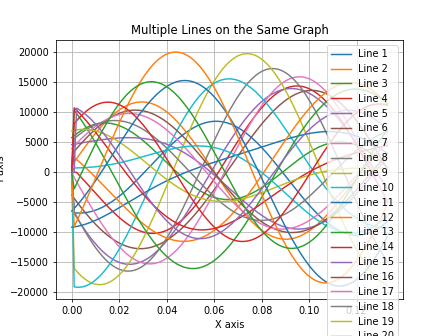 Multiple Lines on the Same Graph
20000
15000
10000
5000
0
−5000
−10000
−15000
−20000
0.00
0.02
0.04
0.06
0.08
0.10
X axis
Line 1
Line 2
Line 3
Line 4
Line 5
Line 6
Line 7
Line 8
Line 9
Line 10
Line 11
Line 12
Line 13
Line 14
Line 15
Line 16
Line 17
Line 18
Line 19